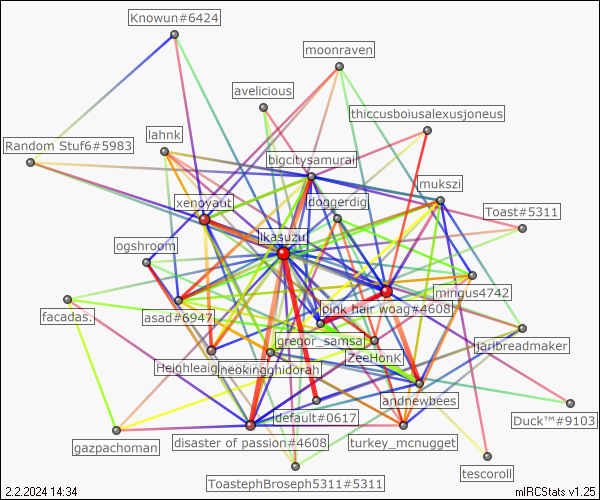 Knowun#6424
moonraven
avelicious
thiccusboiusalexusjoneus
lahnk
Random Stuf6#5983
bigcitysamurai
mukszi
xenoyaut
doggerdig
Toast#5311
ikasuzu
ogshroom
mingus4742
facadas.
asad#6947
pink hair woag#4608
gregor_samsa
jarlbreadmaker
ZeeHonK
neokingghidorah
andnewbees
default#0617
Duck™#9103
gazpachoman
disaster of passion#4608
turkey_mcnugget
tescoroll
ToastephBroseph5311#5311
2.2.2024 14:34
mIRCStats v1.25